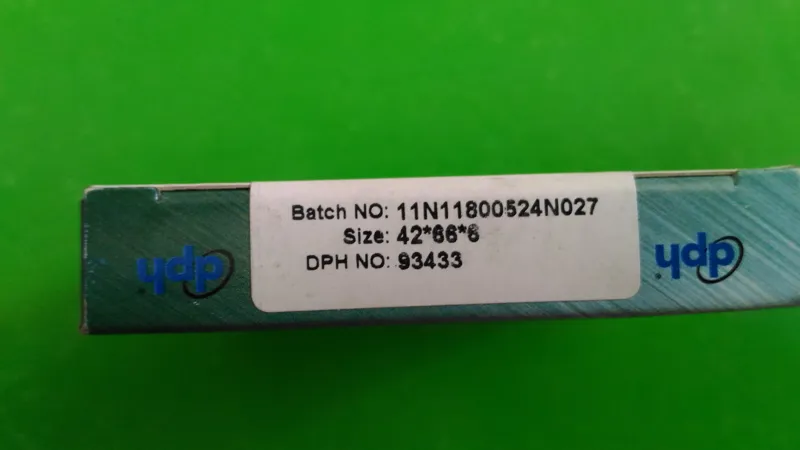 Batch NO: 11N11800524N027
Size: 42*66*6
DPH NO: 93433
dph
dph